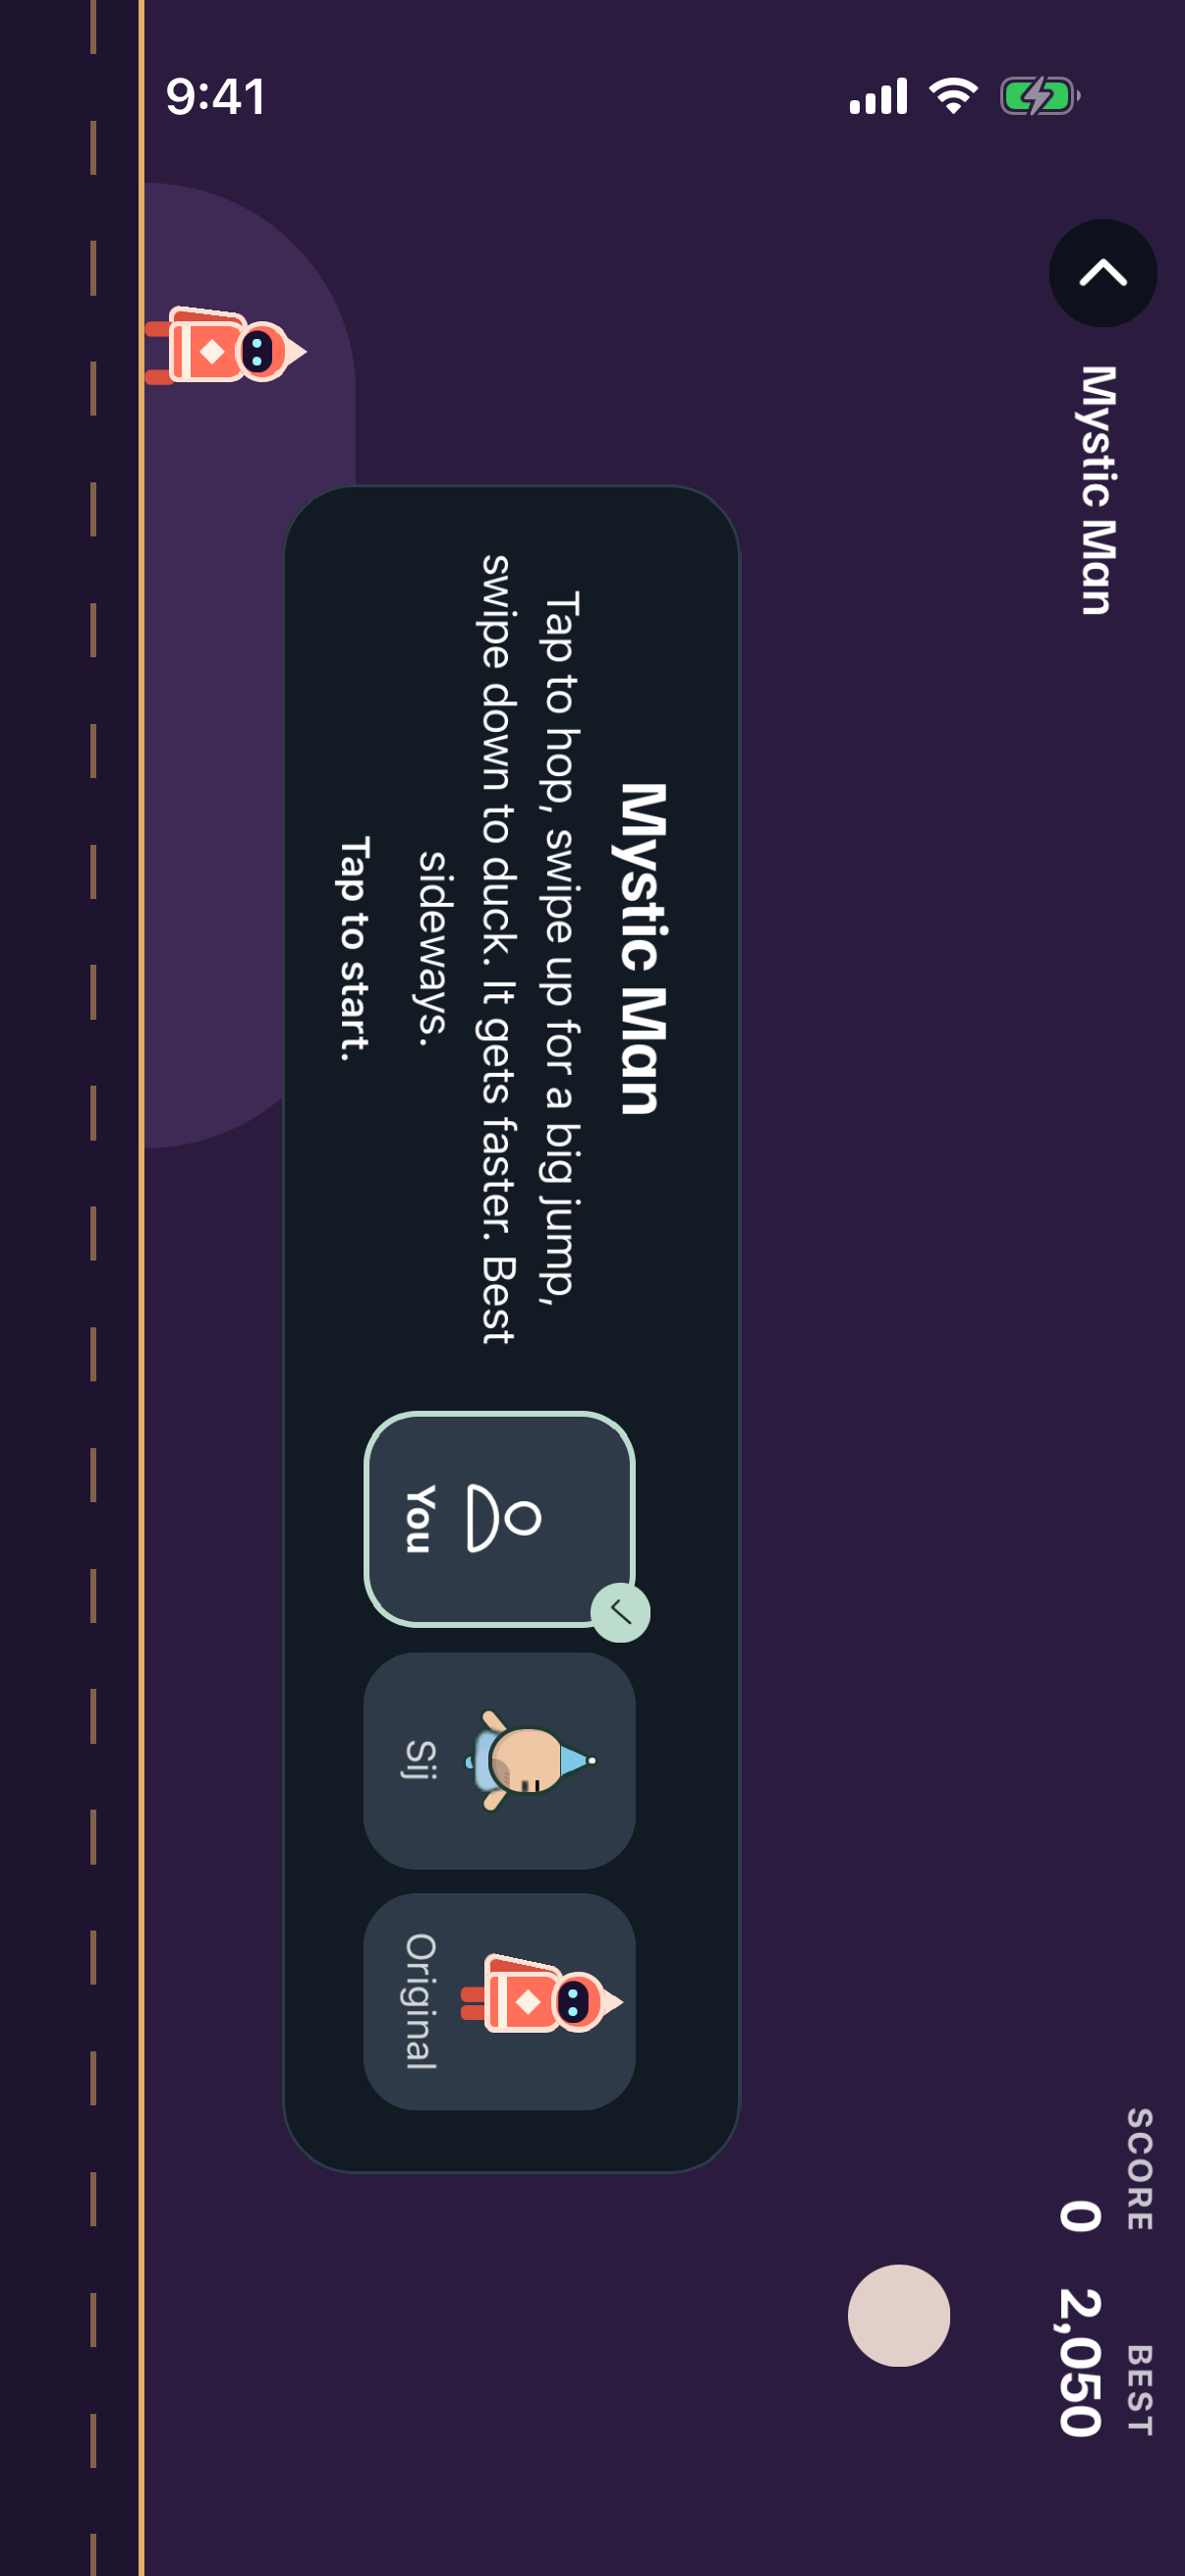 9:41
Mystic Man
SCORE
0
BEST
2,050
Mystic Man
Tap to hop, swipe up for a big jump,
swipe down to duck. It gets faster. Best
sideways.
Tap to start.
You
Sij
Original